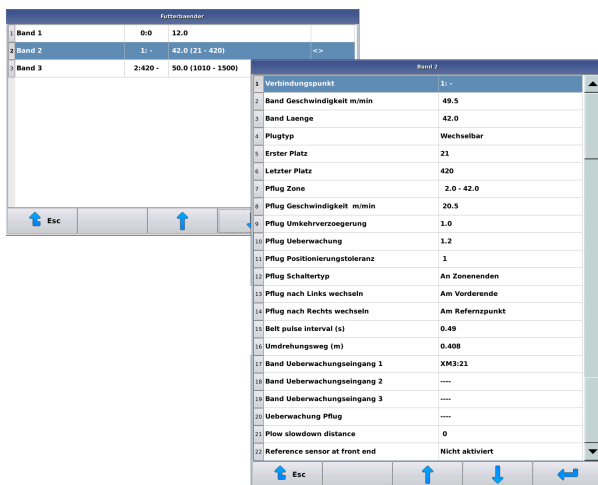 Futterbaender
1 Band 1 0:0 12.0
2 Band 2 1: - 42.0 (21 - 420) <>
3 Band 3 2:420 - 50.0 (1010 - 1500)
Esc
Band 2
1 Verbindungspunkt 1: -
2 Band Geschwindigkeit m/min 49.5
3 Band Laenge 42.0
4 Plugtyp Wechselbar
5 Erster Platz 21
6 Letzter Platz 420
7 Pflug Zone 2.0 - 42.0
8 Pflug Geschwindigkeit m/min 20.5
9 Pflug Umkehrverzoegerung 1.0
10 Pflug Ueberwachung 1.2
11 Pflug Positionierungstoleranz 1
12 Pflug Schaltertyp An Zonenenden
13 Pflug nach Links wechseln Am Vorderende
14 Pflug nach Rechts wechseln Am Refernzpunkt
15 Belt pulse interval (s) 0.49
16 Umdrehungsweg (m) 0.408
17 Band Ueberwachungseingang 1 XM3:21
18 Band Ueberwachungseingang 2 ----
19 Band Ueberwachungseingang 3 ----
20 Ueberwachung Pflug ----
21 Plow slowdown distance 0
22 Reference sensor at front end Nicht aktiviert
Esc